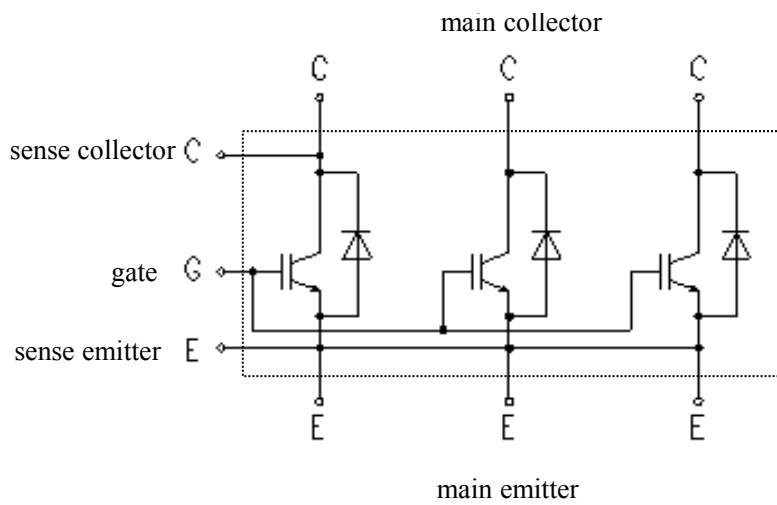 main collector
C C C
sense collector C
gate G
sense emitter E
E E E
main emitter